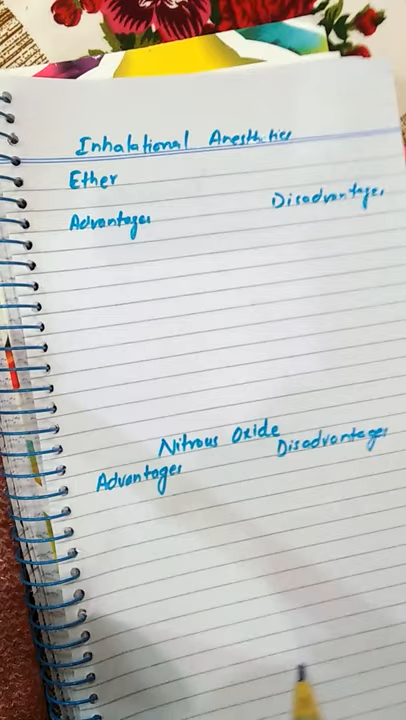 Inhalational Anesthetics
Ether
Advantages Disadvantages
Nitrous Oxide
Advantages Disadvantages